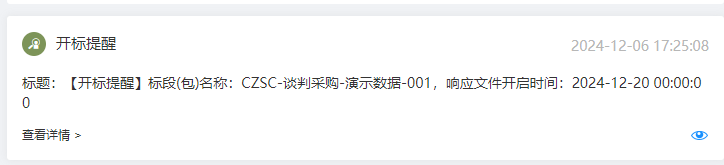 开标提醒
2024-12-06 17:25:08
标题：【开标提醒】标段(包)名称：CZSC-谈判采购-演示数据-001，响应文件开启时间：2024-12-20 00:00:0
0
查看详情 >